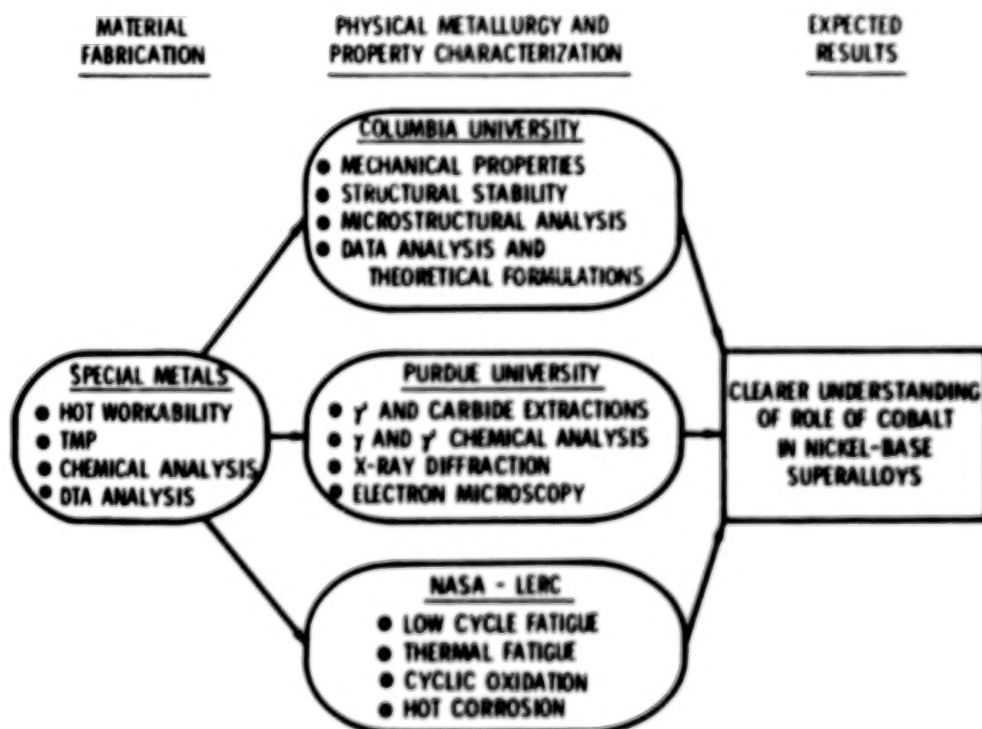 MATERIAL
FABRICATION
PHYSICAL METALLURGY AND
PROPERTY CHARACTERIZATION
EXPECTED
RESULTS
COLUMBIA UNIVERSITY
● MECHANICAL PROPERTIES
● STRUCTURAL STABILITY
● MICROSTRUCTURAL ANALYSIS
● DATA ANALYSIS AND
THEORETICAL FORMULATIONS
SPECIAL METALS
● HOT WORKABILITY
● TMP
● CHEMICAL ANALYSIS
● DTA ANALYSIS
PURDUE UNIVERSITY
● γ' AND CARBIDE EXTRACTIONS
● γ AND γ' CHEMICAL ANALYSIS
● X-RAY DIFFRACTION
● ELECTRON MICROSCOPY
CLEARER UNDERSTANDING
OF ROLE OF COBALT
IN NICKEL-BASE
SUPERALLOYS
NASA - LERC
● LOW CYCLE FATIGUE
● THERMAL FATIGUE
● CYCLIC OXIDATION
● HOT CORROSION